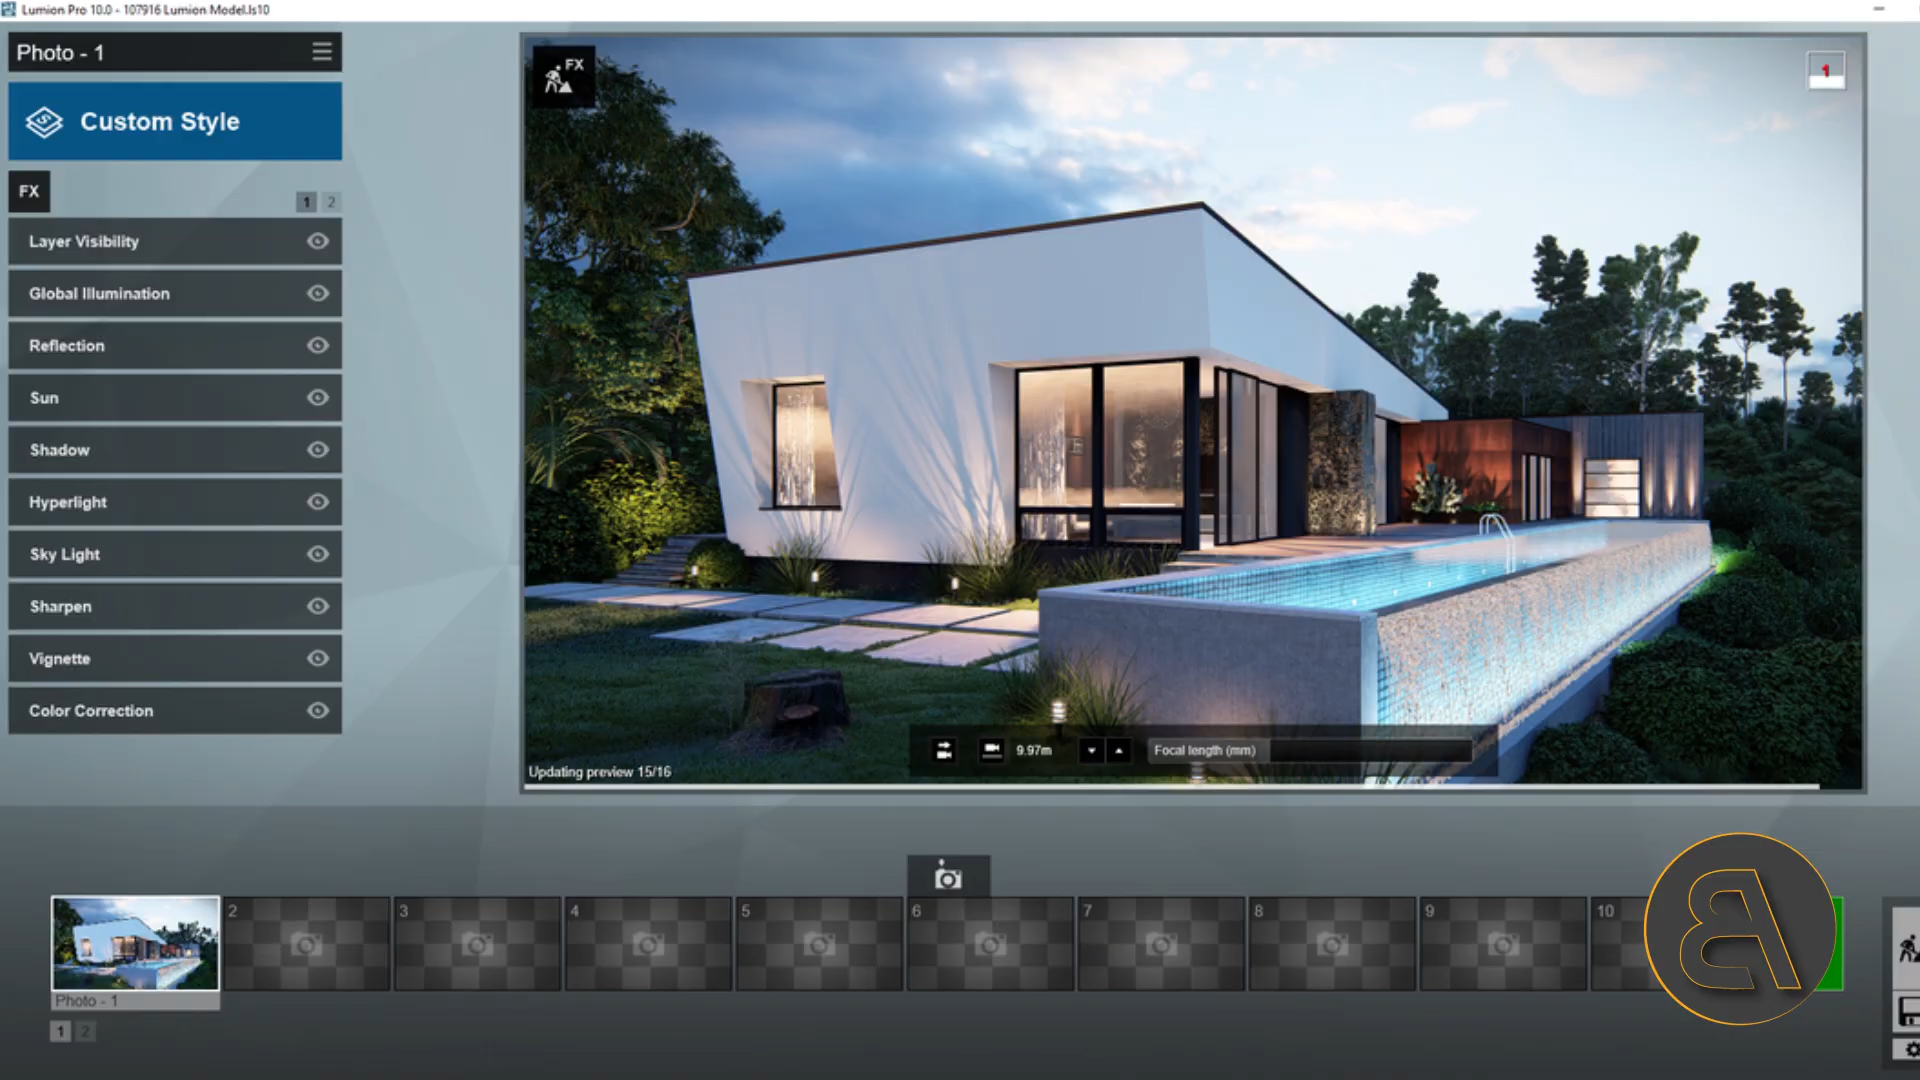 Lumion Pro 10.0 - 107916 Lumion Model.ls10
Photo - 1
Custom Style
FX
1 2
Layer Visibility
Global Illumination
Reflection
Sun
Shadow
Hyperlight
Sky Light
Sharpen
Vignette
Color Correction
FX
1
9.97m
Focal length (mm)
Updating preview 15/16
2
3
4
5
6
7
8
9
10
Photo - 1
1 2